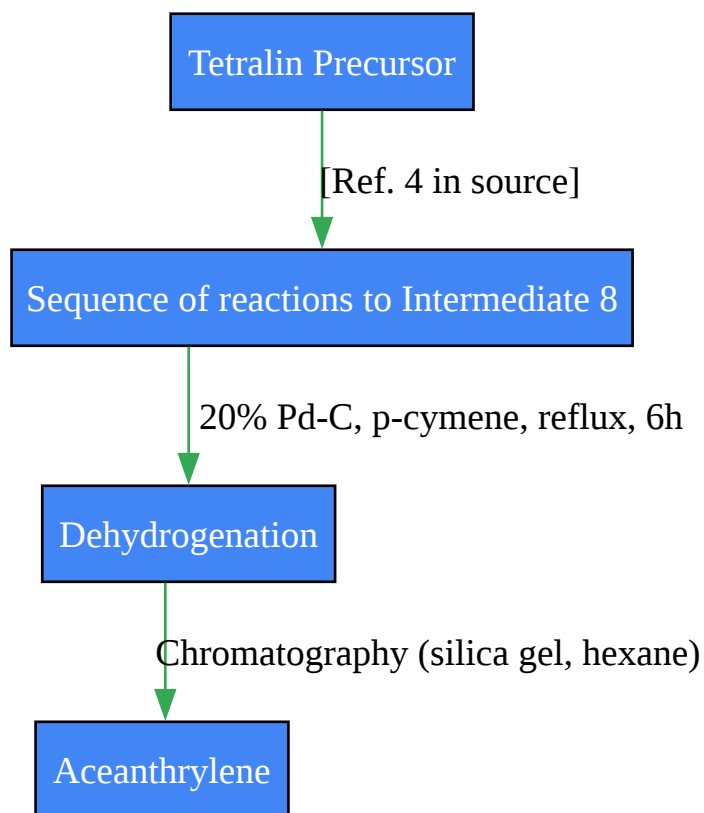 Tetralin Precursor
[Ref. 4 in source]
Sequence of reactions to Intermediate 8
20% Pd-C, p-cymene, reflux, 6h
Dehydrogenation
Chromatography (silica gel, hexane)
Aceanthrylene